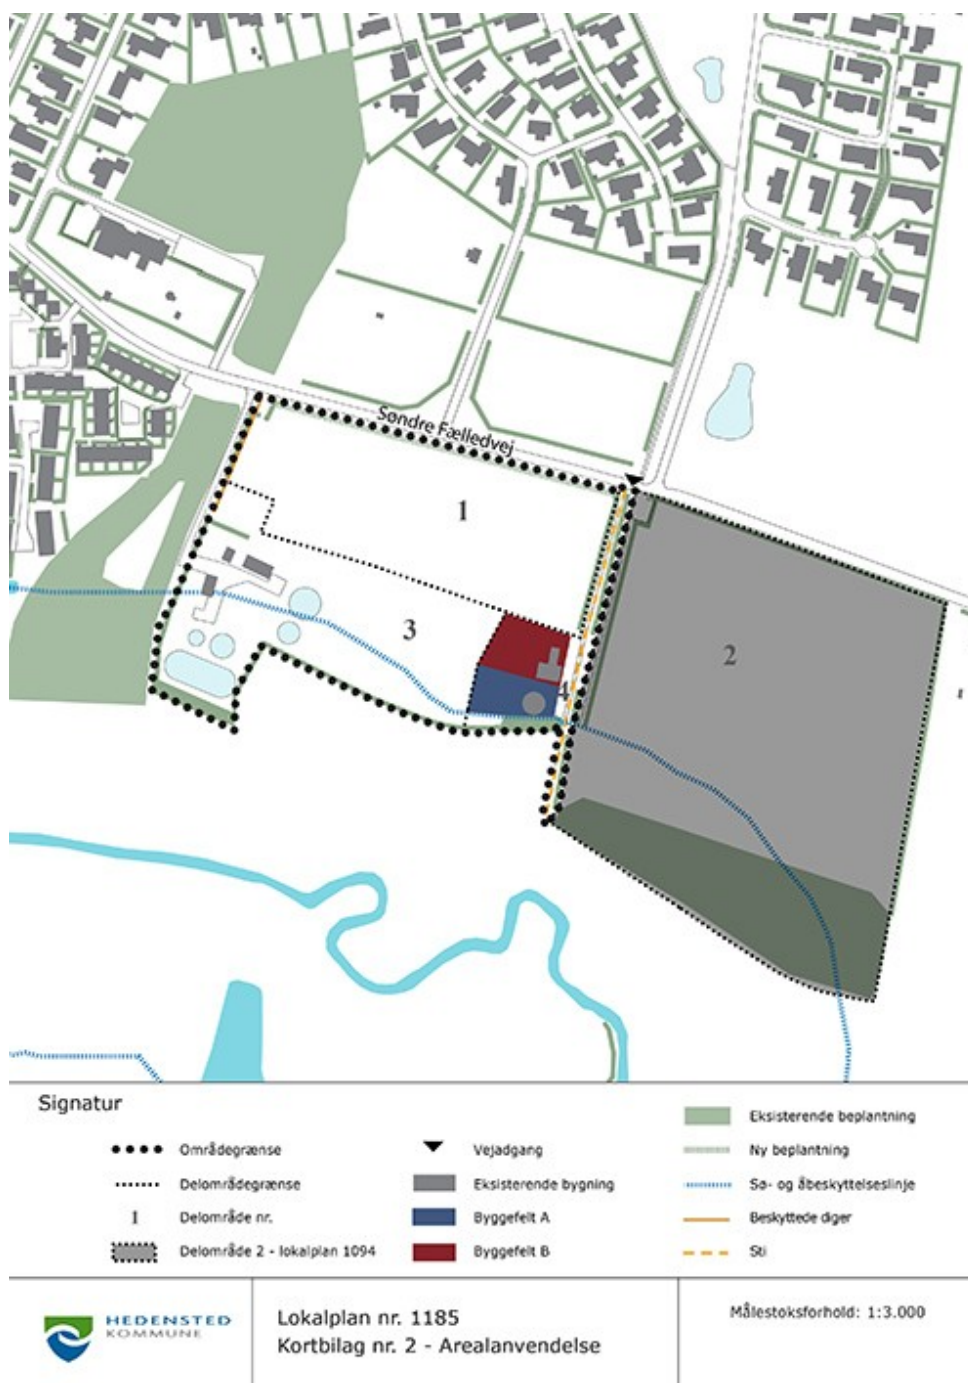 Søndre Fælledvej
1
2
3
4
Signatur
Områdegrænse
Delområdegrænse
1 Delområde nr.
Delområde 2 - lokalplan 1094
Vejadgang
Eksisterende bygning
Byggefelt A
Byggefelt B
Eksisterende beplantning
Ny beplantning
Sø- og åbeskyttelseslinje
Beskyttede diger
Sti
HEDENSTED
KOMMUNE
Lokalplan nr. 1185
Kortbilag nr. 2 - Arealanvendelse
Målestoksforhold: 1:3.000